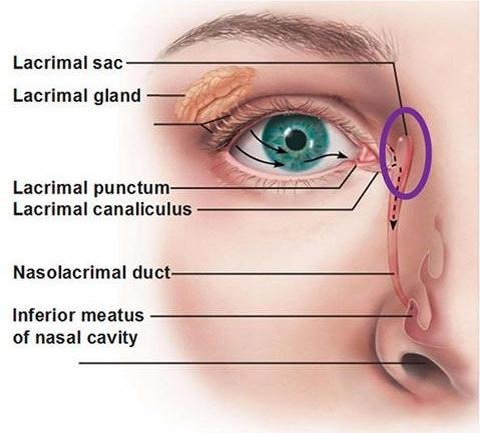 Lacrimal sac
Lacrimal gland
Lacrimal punctum
Lacrimal canaliculus
Nasolacrimal duct
Inferior meatus
of nasal cavity